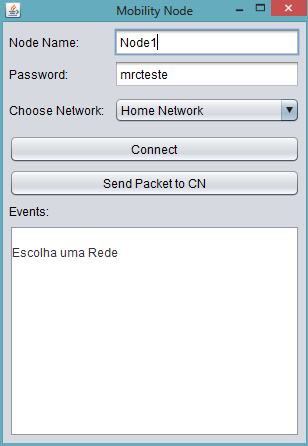 Mobility Node
Node Name: Node1
Password: mrcteste
Choose Network: Home Network
Connect
Send Packet to CN
Events:
Escolha uma Rede